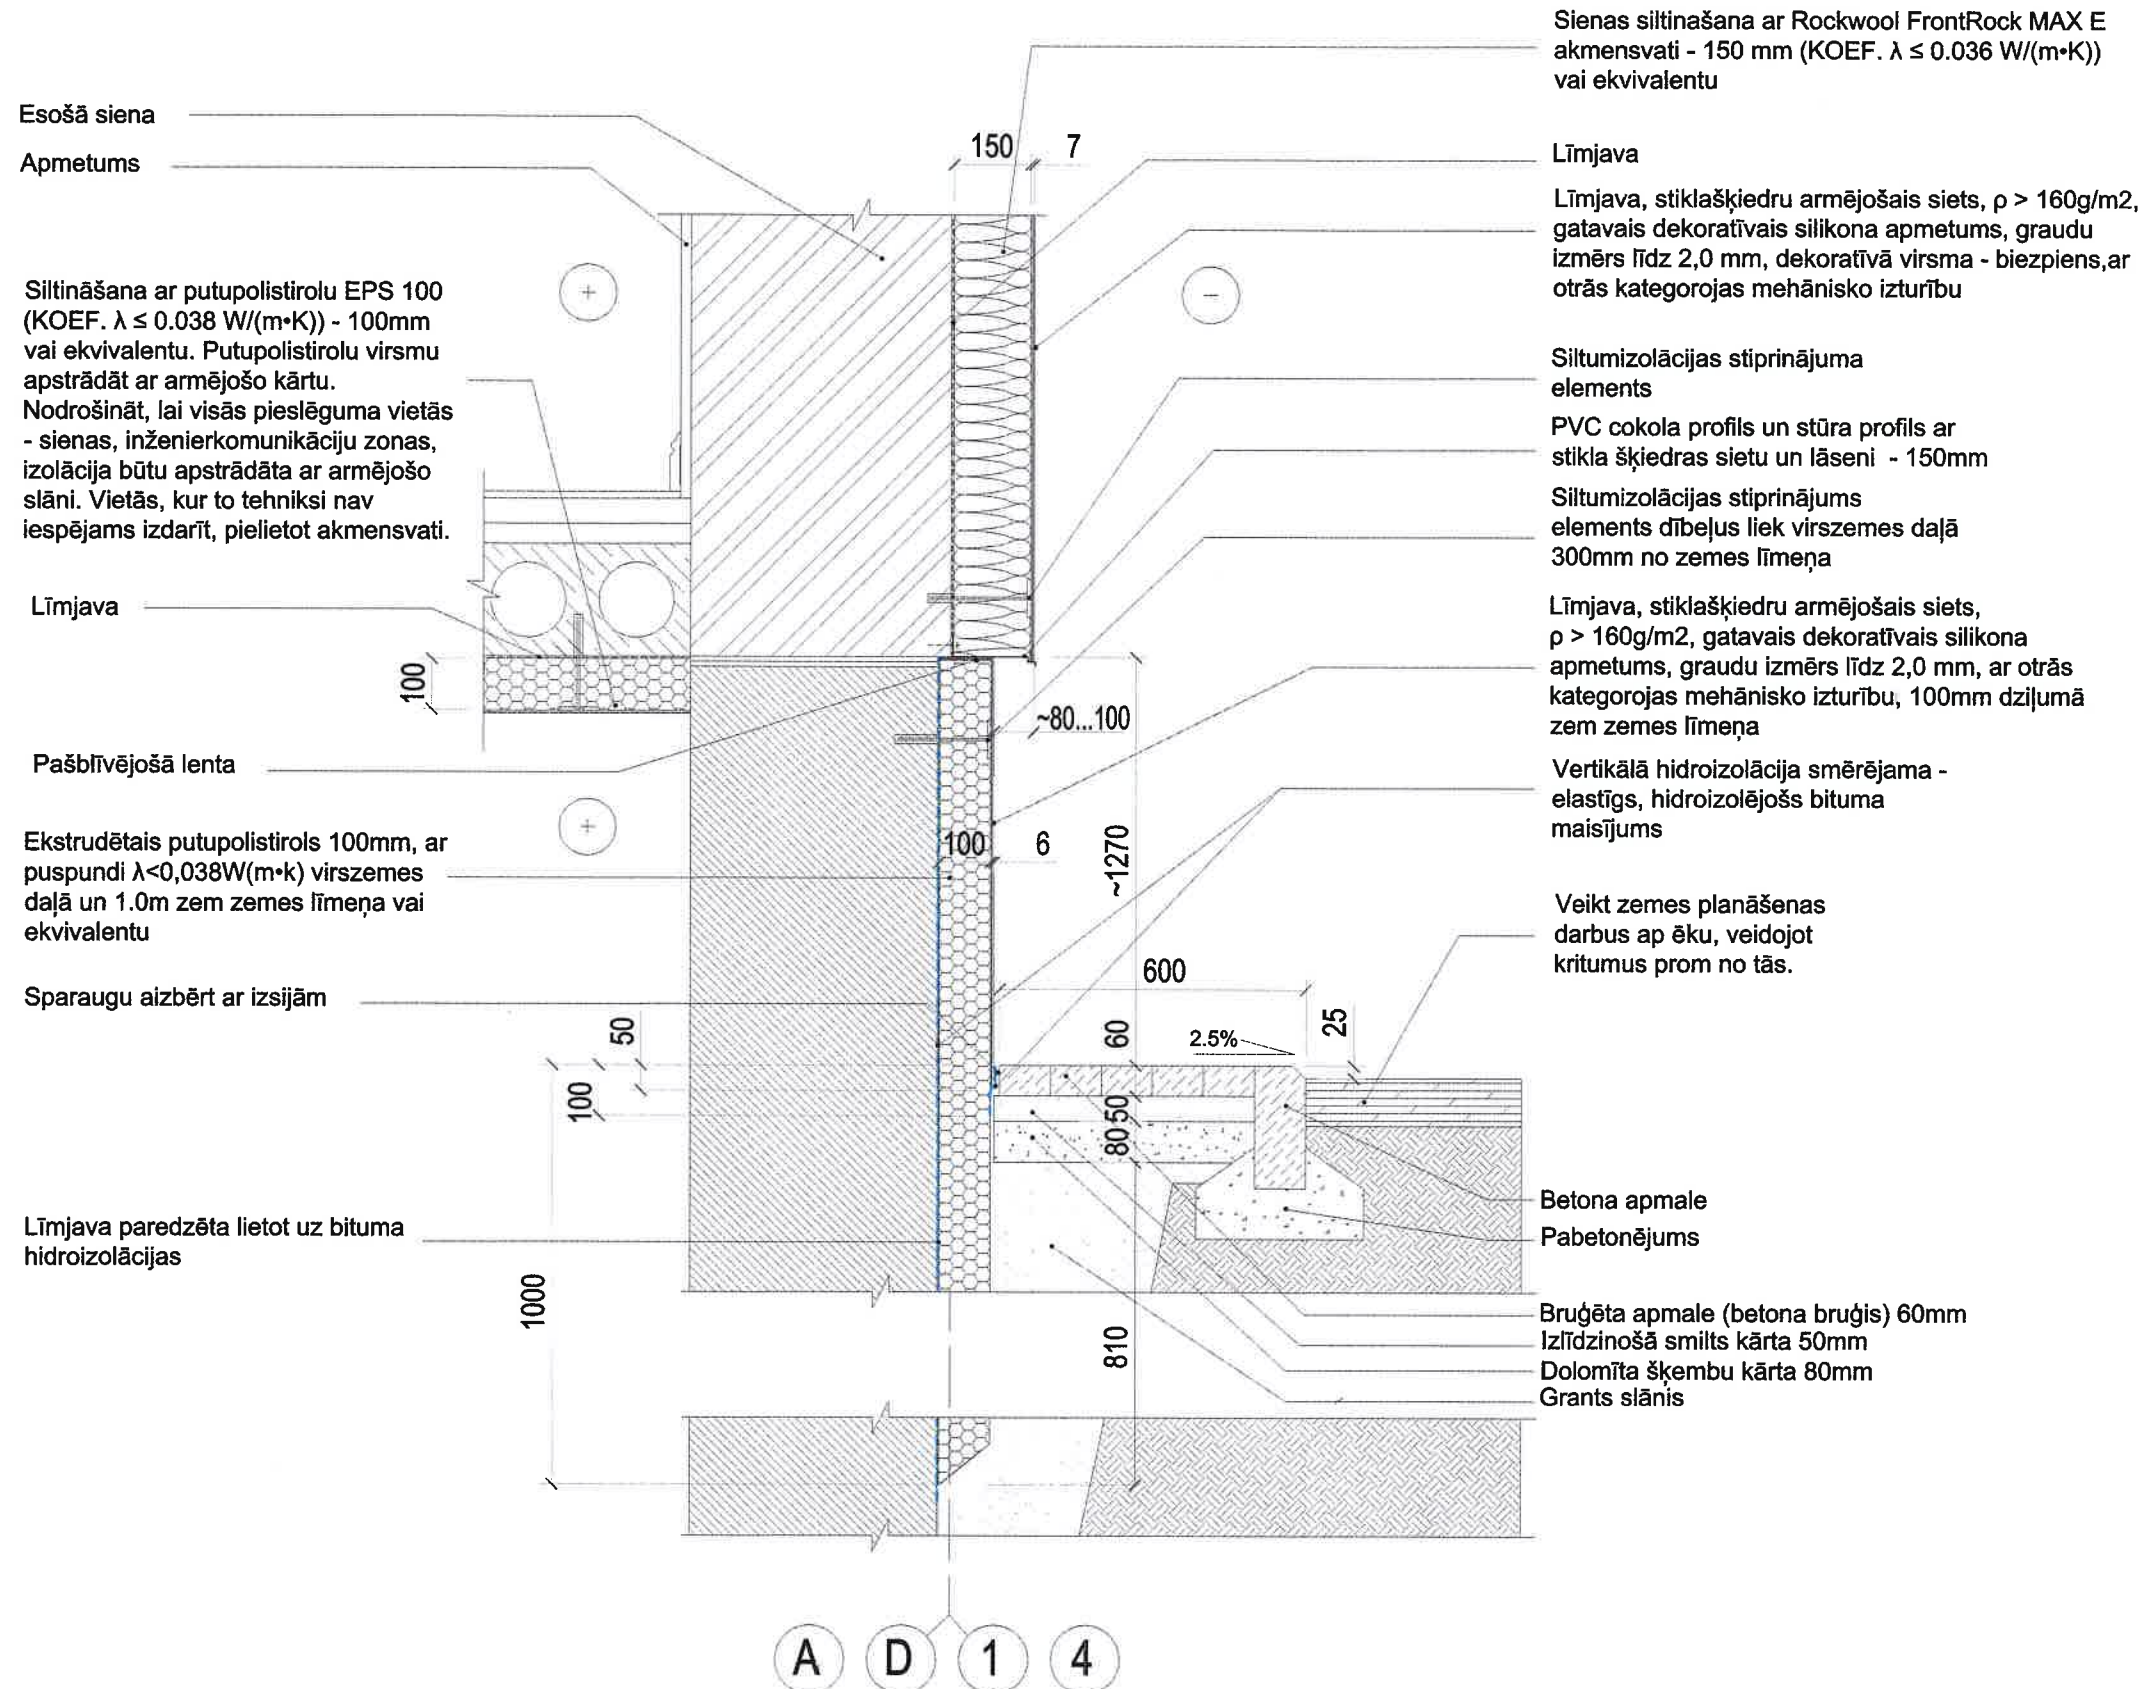 Sienas siltinašana ar Rockwool FrontRock MAX E
akmensvati - 150 mm (KOEF. λ ≤ 0.036 W/(m•K))
vai ekvivalentu
Esošā siena
Apmetums
150
7
Līmjava
Līmjava, stiklašķiedru armējošais siets, ρ > 160g/m2,
gatavais dekoratīvais silikona apmetums, graudu
izmērs līdz 2,0 mm, dekoratīvā virsma - biezpiens,ar
otrās kategorojas mehānisko izturību
+
-
Siltināšana ar putupolistirolu EPS 100
(KOEF. λ ≤ 0.038 W/(m•K)) - 100mm
vai ekvivalentu. Putupolistirolu virsmu
apstrādāt ar armējošo kārtu.
Nodrošināt, lai visās pieslēguma vietās
- sienas, inženierkomunikāciju zonas,
izolācija būtu apstrādāta ar armējošo
slāni. Vietās, kur to tehniksi nav
iespējams izdarīt, pielietot akmensvati.
Siltumizolācijas stiprinājuma
elements
PVC cokola profils un stūra profils ar
stikla šķiedras sietu un lāseni - 150mm
Siltumizolācijas stiprinājums
elements dībeļus liek virszemes daļā
300mm no zemes līmeņa
Līmjava
100
Līmjava, stiklašķiedru armējošais siets,
ρ > 160g/m2, gatavais dekoratīvais silikona
apmetums, graudu izmērs līdz 2,0 mm, ar otrās
kategorojas mehānisko izturību, 100mm dziļumā
zem zemes līmeņa
~80...100
Pašblīvējošā lenta
Vertikālā hidroizolācija smērējama -
elastīgs, hidroizolējošs bituma
maisījums
+
Ekstrudētais putupolistirols 100mm, ar
puspundi λ<0,038W(m•k) virszemes
daļā un 1.0m zem zemes līmeņa vai
ekvivalentu
100
6
~1270
Veikt zemes planāšenas
darbus ap ēku, veidojot
kritumus prom no tās.
600
Sparaugu aizbērt ar izsijām
50
60
2.5%
25
100
50
80
Betona apmale
Pabetonējums
Līmjava paredzēta lietot uz bituma
hidroizolācijas
1000
810
Bruģēta apmale (betona bruģis) 60mm
Izlīdzinošā smilts kārta 50mm
Dolomīta šķembu kārta 80mm
Grants slānis
A
D
1
4